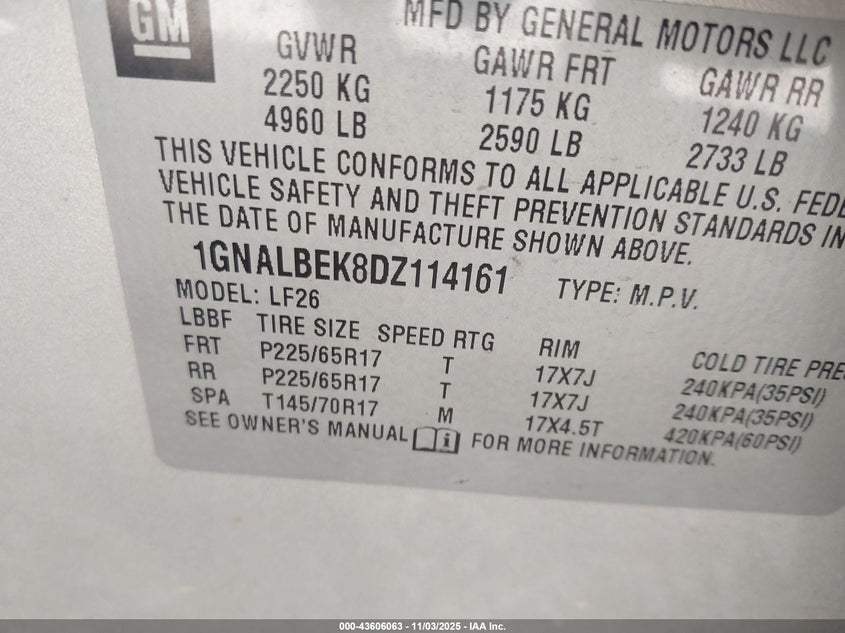 GM
MFD BY GENERAL MOTORS LLC
GVWR GAWR FRT GAWR RR
2250 KG 1175 KG 1240 KG
4960 LB 2590 LB 2733 LB
THIS VEHICLE CONFORMS TO ALL APPLICABLE U.S. FEDE
VEHICLE SAFETY AND THEFT PREVENTION STANDARDS IN
THE DATE OF MANUFACTURE SHOWN ABOVE.
1GNALBEK8DZ114161 TYPE: M.P.V.
MODEL: LF26
LBBF TIRE SIZE SPEED RTG RIM COLD TIRE PRE
FRT P225/65R17 T 17X7J 240KPA(35PSI)
RR P225/65R17 T 17X7J 240KPA(35PSI)
SPA T145/70R17 M 17X4.5T 420KPA(60PSI)
SEE OWNER'S MANUAL i FOR MORE INFORMATION.
000-43606063 - 11/03/2025 - IAA Inc.